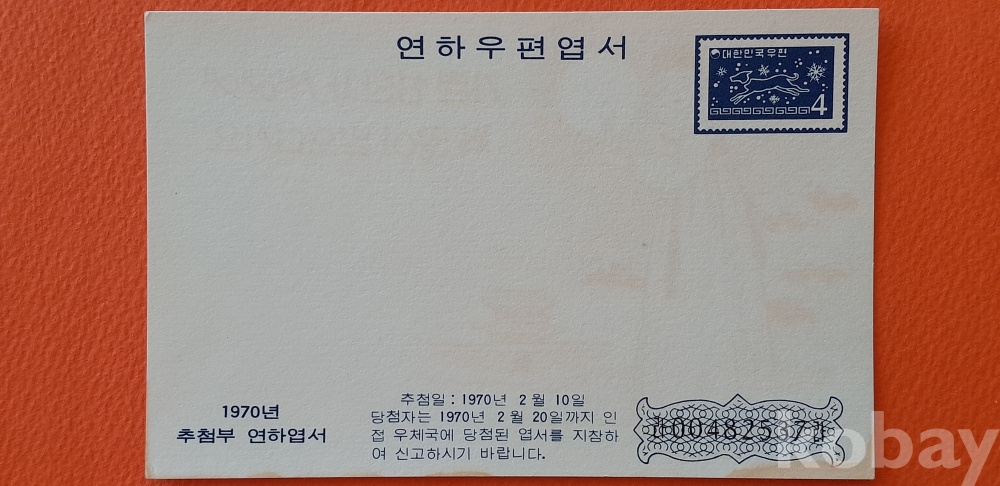 연하우편엽서
대한민국우편
4
1970년
추첨부 연하엽서
추첨일 : 1970년 2월 10일
당첨자는 1970년 2월 20일까지 인
접 우체국에 당첨된 엽서를 지참하
여 신고하시기 바랍니다.
kobay